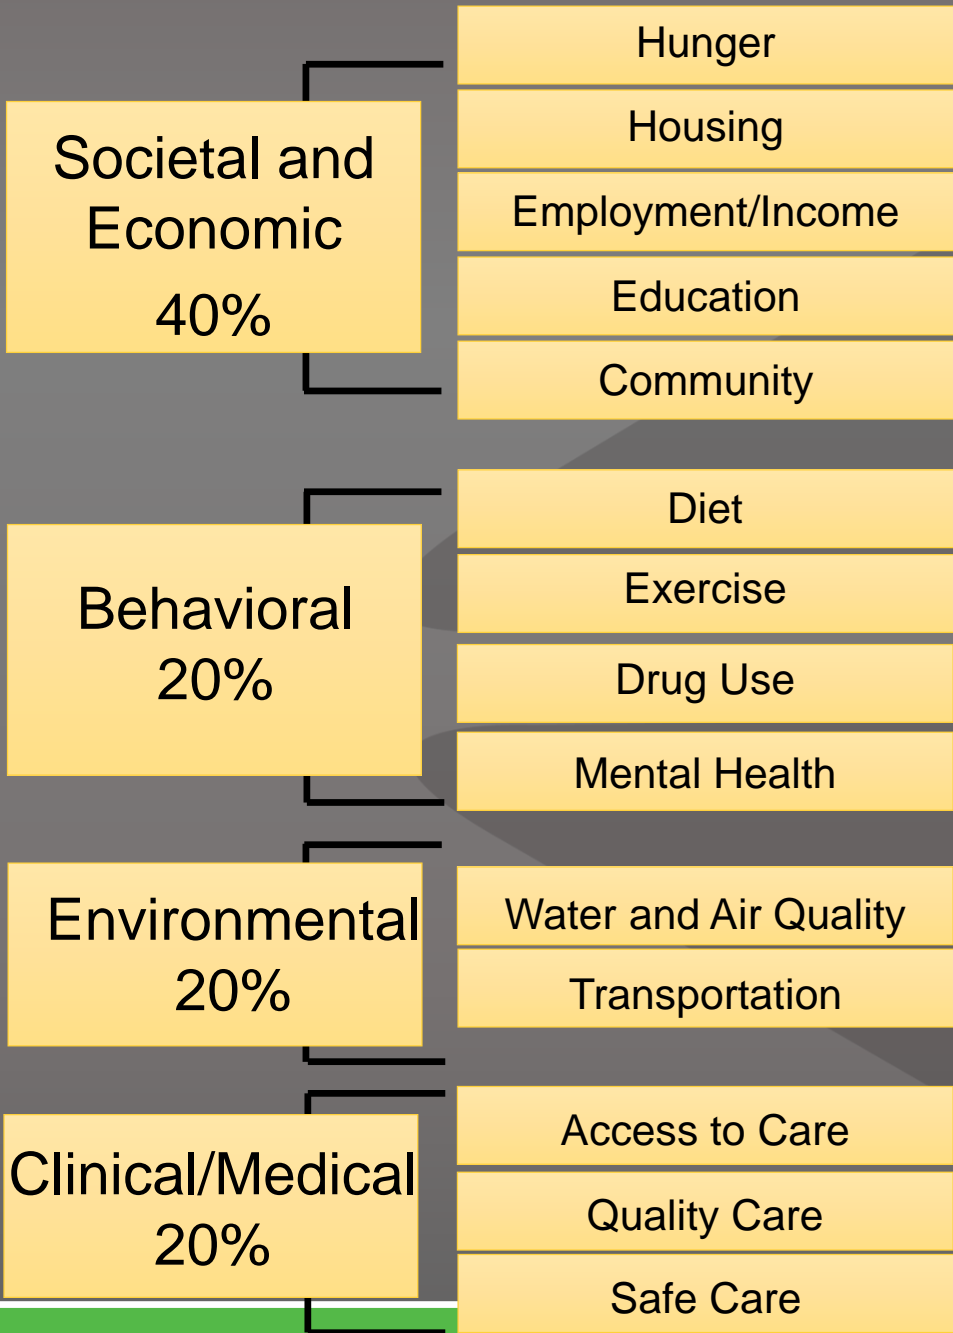 Societal and
Economic
40%
Hunger
Housing
Employment/Income
Education
Community
Behavioral
20%
Diet
Exercise
Drug Use
Mental Health
Environmental
20%
Water and Air Quality
Transportation
Clinical/Medical
20%
Access to Care
Quality Care
Safe Care